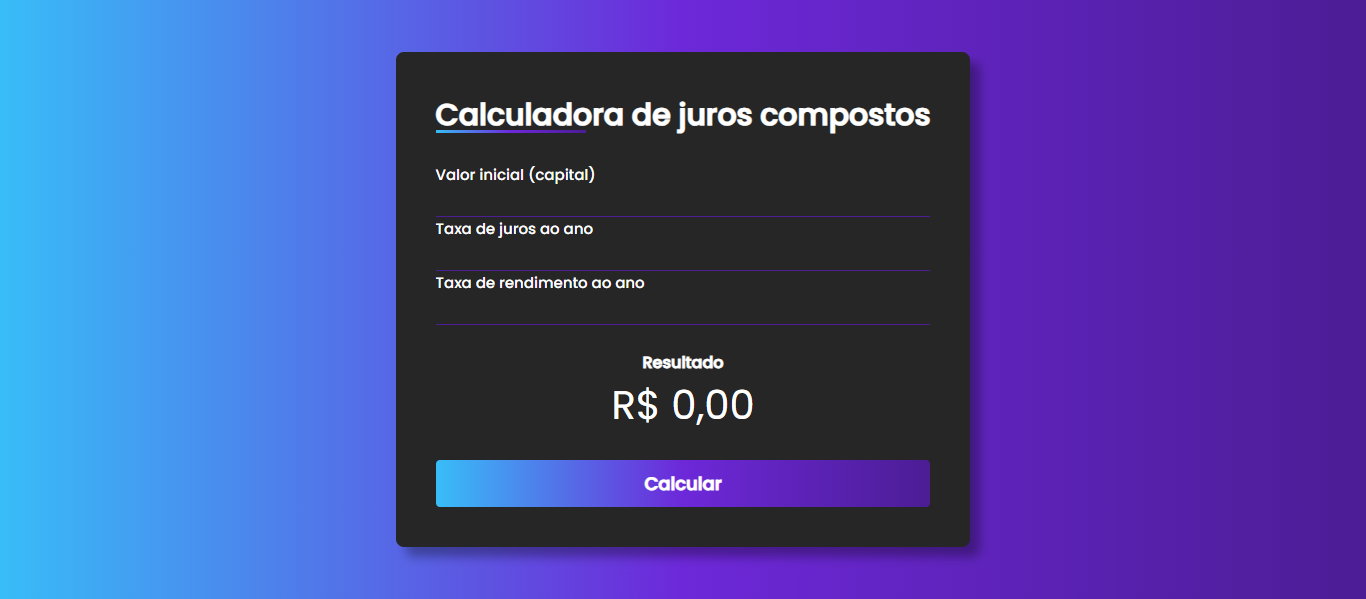 Calculadora de juros compostos
Valor inicial (capital)
Taxa de juros ao ano
Taxa de rendimento ao ano
Resultado
R$ 0,00
Calcular